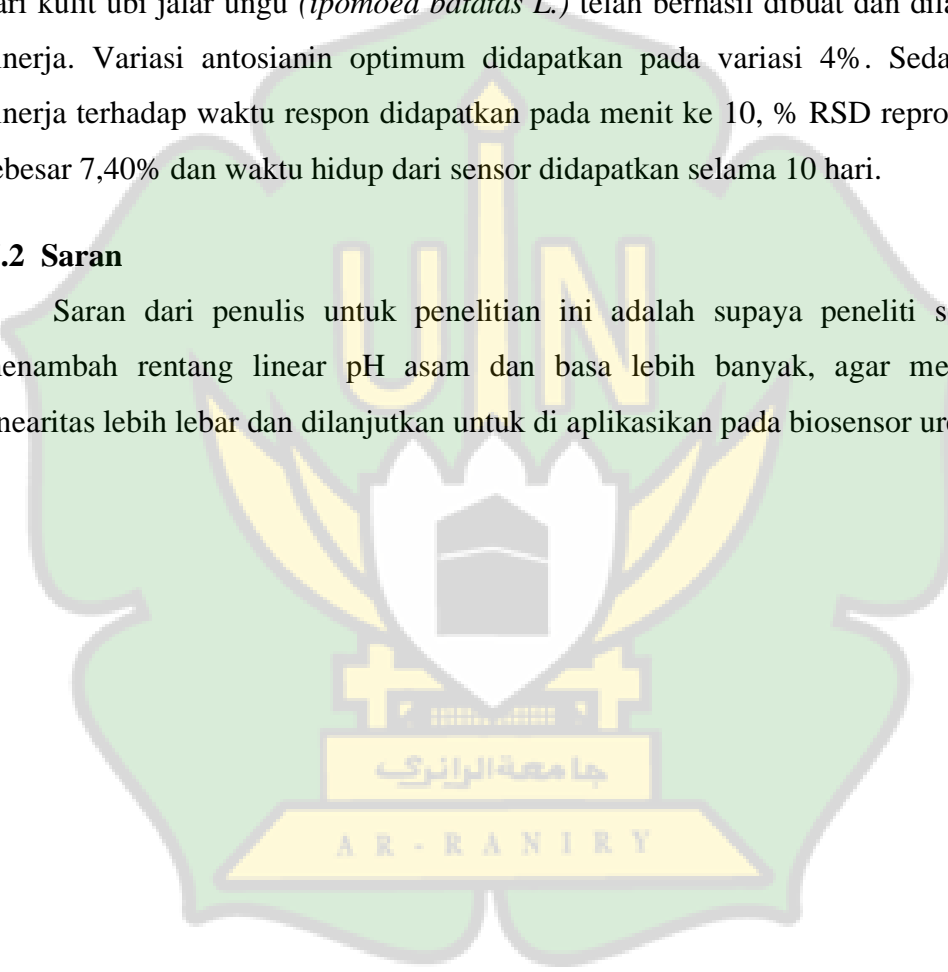 dari kulit ubi jalar ungu (ipomoea batatas L.) telah berhasil dibuat dan
inerja. Variasi antosianin optimum didapatkan pada variasi 4%. Seda
inerja terhadap waktu respon didapatkan pada menit ke 10, % RSD repro
ebesar 7,40% dan waktu hidup dari sensor didapatkan selama 10 hari.
.2 Saran
Saran dari penulis untuk penelitian ini adalah supaya peneliti
enambah rentang linear pH asam dan basa lebih banyak, agar me
nearitas lebih lebar dan dilanjutkan untuk di aplikasikan pada biosensor
UIN
جامعة الرانري
AR-RANIRY